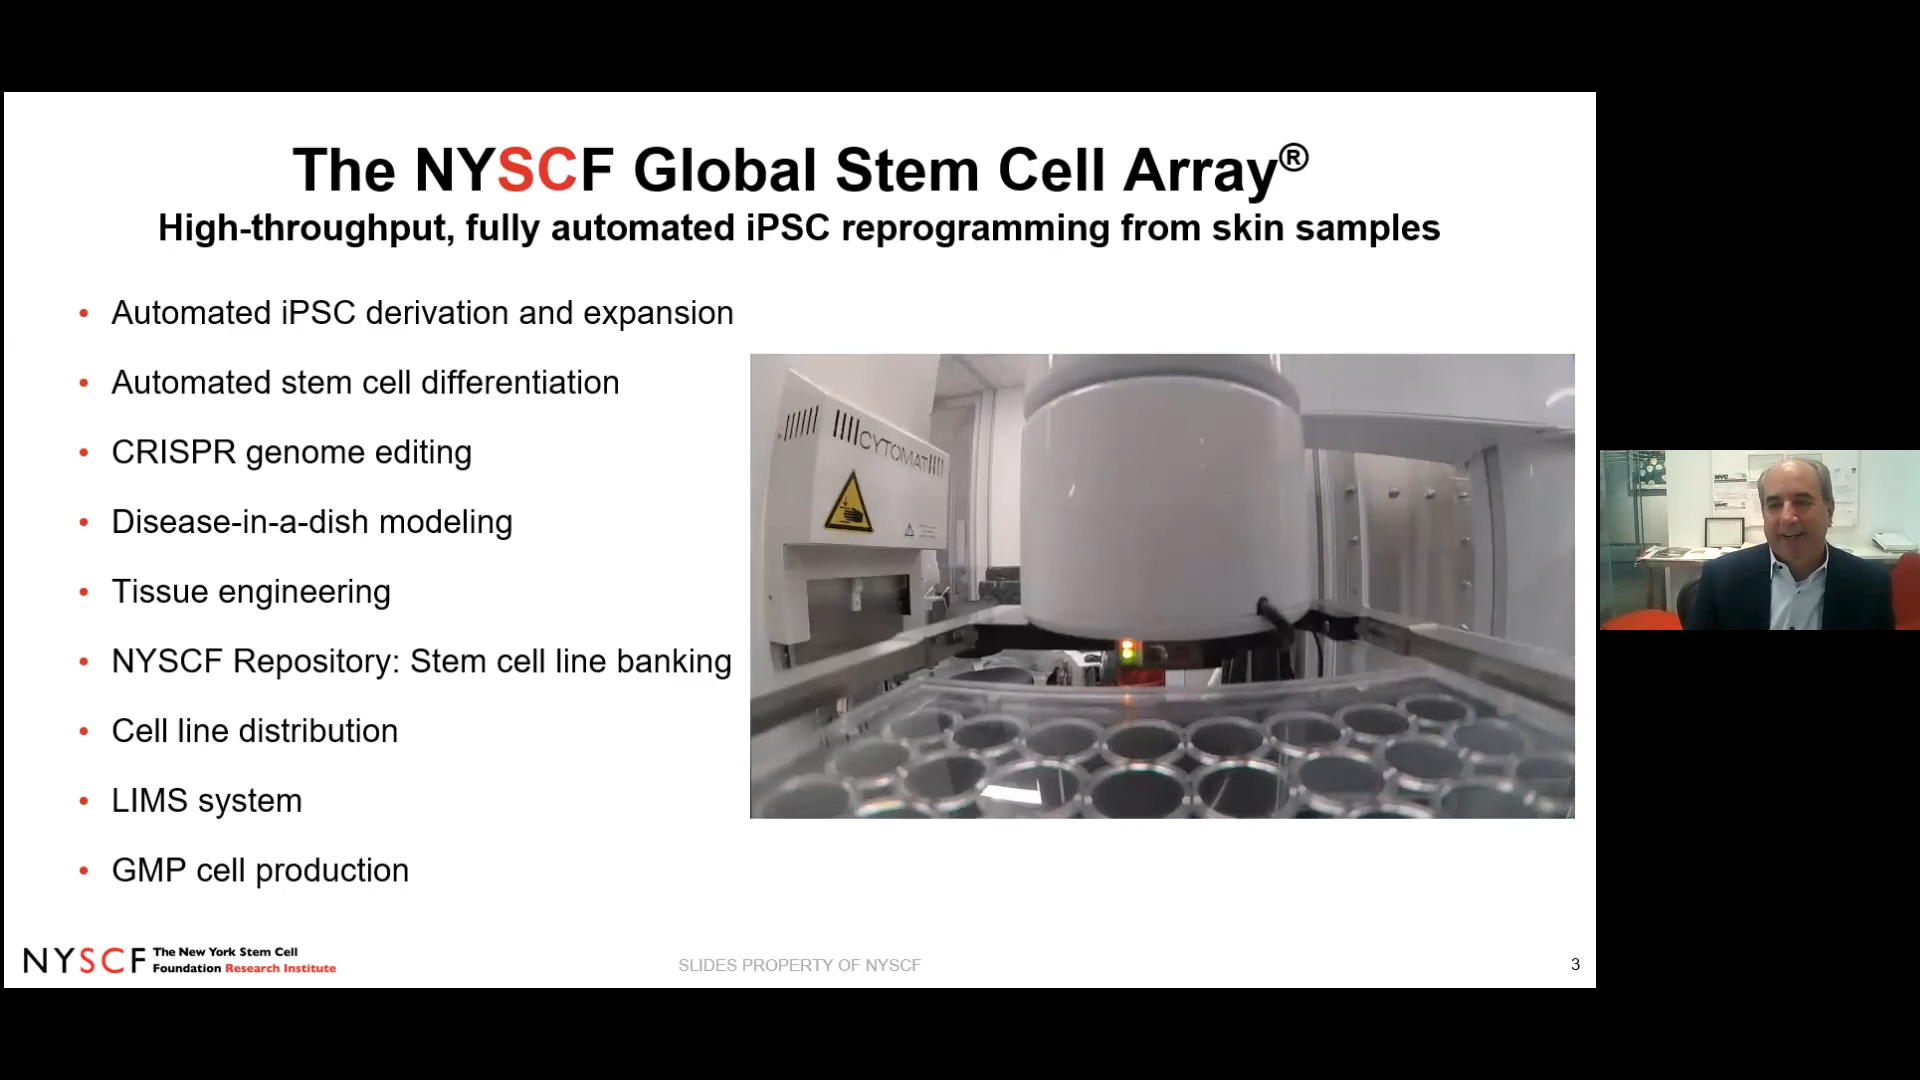 The NYSCF Global Stem Cell Array®
High-throughput, fully automated iPSC reprogramming from skin samples
• Automated iPSC derivation and expansion
• Automated stem cell differentiation
• CRISPR genome editing
• Disease-in-a-dish modeling
• Tissue engineering
• NYSCF Repository: Stem cell line banking
• Cell line distribution
• LIMS system
• GMP cell production
CYTOMAT
NYC
NYC
NYSCF The New York Stem Cell
Foundation Research Institute
SLIDES PROPERTY OF NYSCF
3